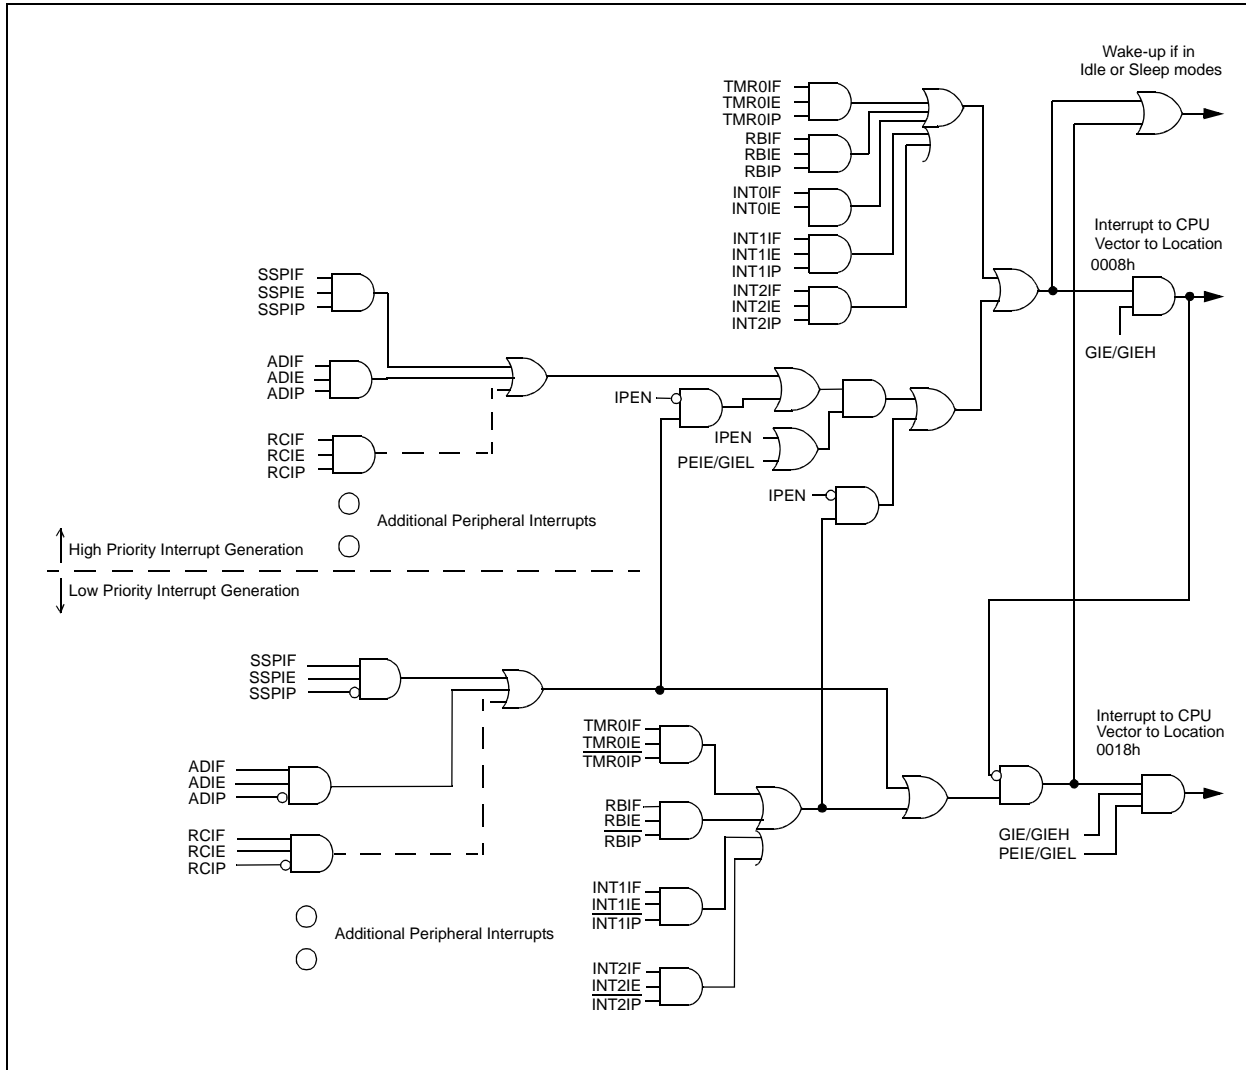 Wake-up if in
Idle or Sleep modes
TMR0IF
TMR0IE
TMR0IP
RBIF
RBIE
RBIP
INT0IF
INT0IE
INT1IF
INT1IE
INT1IP
INT2IF
INT2IE
INT2IP
Interrupt to CPU
Vector to Location
0008h
GIE/GIEH
SSPIF
SSPIE
SSPIP
ADIF
ADIE
ADIP
RCIF
RCIE
RCIP
IPEN
IPEN
PEIE/GIEL
IPEN
Additional Peripheral Interrupts
High Priority Interrupt Generation
Low Priority Interrupt Generation
SSPIF
SSPIE
SSPIP
ADIF
ADIE
ADIP
RCIF
RCIE
RCIP
Additional Peripheral Interrupts
TMR0IF
TMR0IE
TMR0IP
RBIF
RBIE
RBIP
INT1IF
INT1IE
INT1IP
INT2IF
INT2IE
INT2IP
Interrupt to CPU
Vector to Location
0018h
GIE/GIEH
PEIE/GIEL